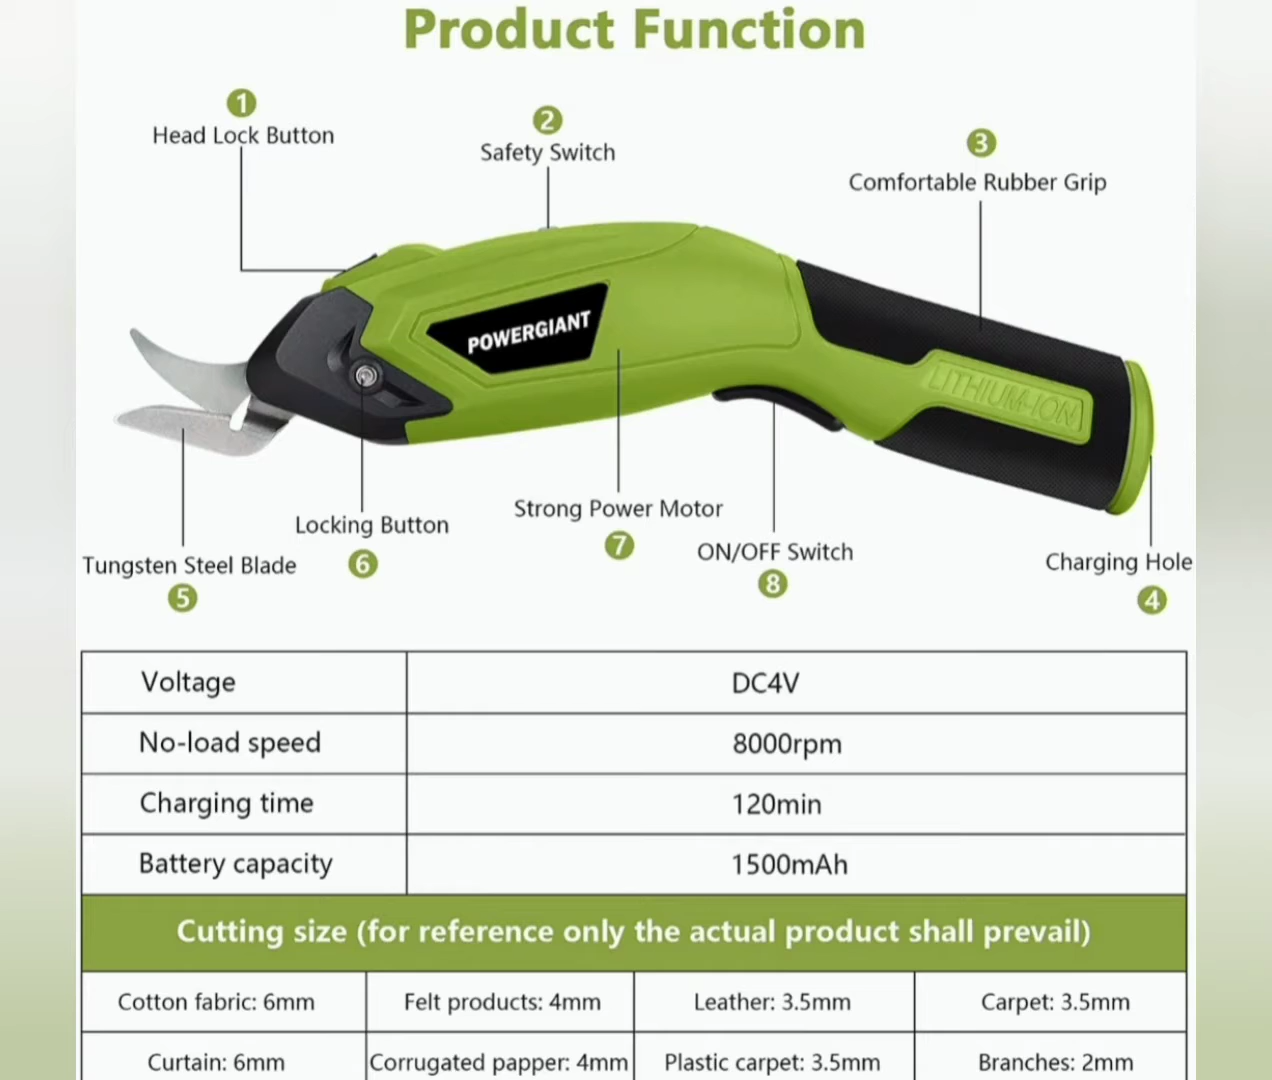 Product Function
1
Head Lock Button
2
Safety Switch
3
Comfortable Rubber Grip
POWERGIANT
LITHIUM-ION
Tungsten Steel Blade
5
Locking Button
6
Strong Power Motor
7
ON/OFF Switch
8
Charging Hole
4
Voltage DC4V
No-load speed 8000rpm
Charging time 120min
Battery capacity 1500mAh
Cutting size (for reference only the actual product shall prevail)
Cotton fabric: 6mm Felt products: 4mm Leather: 3.5mm Carpet: 3.5mm
Curtain: 6mm Corrugated papper: 4mm Plastic carpet: 3.5mm Branches: 2mm